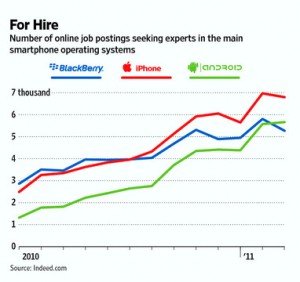 For Hire
Number of online job postings seeking experts in the main
smartphone operating systems
BlackBerry. iPhone android
7 thousand
6
5
4
3
2
1
0
2010 '11
Source: Indeed.com